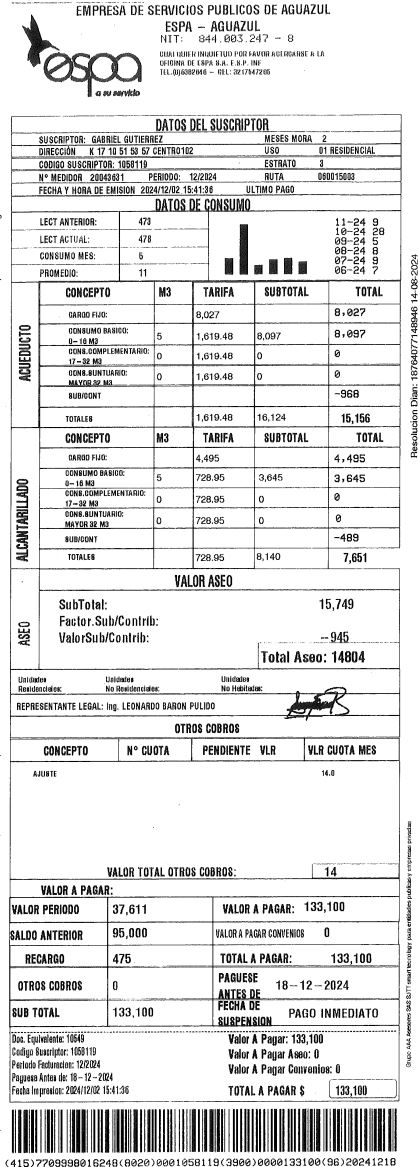 EMPRESA DE SERVICIOS PUBLICOS DE AGUAZUL
ESPA - AGUAZUL
NIT: 844.003.247 - 8
CUALQUIER INQUIETUD POR FAVOR ACERCARSE A LA
OFICINA DE ESPA S.A. E.S.P. INF
TEL.(0)6382646 - CEL: 3217647205
espa
a su servicio
DATOS DEL SUSCRIPTOR
SUSCRIPTOR: GABRIEL GUTIERREZ MESES MORA 2
DIRECCIÓN K 17 10 51 53 57 CENTRO102 USO 01 RESIDENCIAL
CODIGO SUSCRIPTOR: 1058119 ESTRATO 3
N° MEDIDOR 20043631 PERIODO: 12/2024 RUTA 060015003
FECHA Y HORA DE EMISION 2024/12/02 15:41:36 ULTIMO PAGO
DATOS DE CONSUMO
LECT ANTERIOR: 473
LECT ACTUAL: 478
CONSUMO MES: 5
PROMEDIO: 11
11-24 9
10-24 28
09-24 5
08-24 8
07-24 9
06-24 7
ACUEDUCTO
CONCEPTO M3 TARIFA SUBTOTAL TOTAL
CARGO FIJO: 8,027 8,027
CONSUMO BASICO: 0-16 M3 5 1,619.48 8,097 8,097
CONS.COMPLEMENTARIO 17-32 M3 0 1,619.48 0 0
CONS.SUNTUARIO: MAYOR 32 M3 0 1,619.48 0 0
SUB/CONT -968
TOTALES 1,619.48 16,124 15,156
ALCANTARILLADO
CONCEPTO M3 TARIFA SUBTOTAL TOTAL
CARGO FIJO: 4,495 4,495
CONSUMO BASICO: 0-16 M3 5 728.95 3,645 3,645
CONS.COMPLEMENTARIO: 17-32 M3 0 728.95 0 0
CONS.SUNTUARIO: MAYOR 32 M3 0 728.95 0 0
SUB/CONT -489
TOTALES 728.95 8,140 7,651
ASEO
VALOR ASEO
SubTotal: 15,749
Factor.Sub/Contrib:
ValorSub/Contrib: --945
Total Aseo: 14804
Unidades Residenciales: Unidades No Residenciales: Unidades No Habitadas:
REPRESENTANTE LEGAL: Ing. LEONARDO BARON PULIDO
OTROS COBROS
CONCEPTO N° CUOTA PENDIENTE VLR VLR CUOTA MES
AJUSTE 14.0
VALOR TOTAL OTROS COBROS: 14
VALOR A PAGAR:
VALOR PERIODO 37,611 VALOR A PAGAR: 133,100
SALDO ANTERIOR 95,000 VALOR A PAGAR CONVENIOS 0
RECARGO 475 TOTAL A PAGAR: 133,100
OTROS COBROS 0 PAGUESE ANTES DE 18-12-2024
SUB TOTAL 133,100 FECHA DE SUSPENSION PAGO INMEDIATO
Doc. Equivalente: 10549
Codigo Suscriptor: 1058119
Periodo Facturacion: 12/2024
Paguese Antes de: 18-12-2024
Fecha Impresion: 2024/12/02 15:41:36
Valor A Pagar: 133,100
Valor A Pagar Aseo: 0
Valor A Pagar Convenios: 0
TOTAL A PAGAR $ 133,100
(415)7709998016248(8020)0001058119(3900)0000133100(96)20241218
Resolucion Dian: 18764077148946 14-08-2024